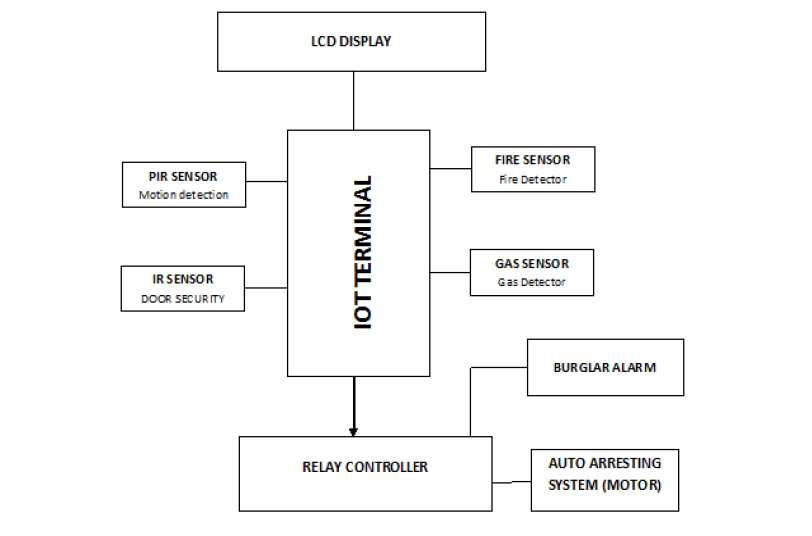 LCD DISPLAY
PIR SENSOR
Motion detection
FIRE SENSOR
Fire Detector
IOT TERMINAL
IR SENSOR
DOOR SECURITY
GAS SENSOR
Gas Detector
BURGLAR ALARM
RELAY CONTROLLER
AUTO ARRESTING
SYSTEM (MOTOR)